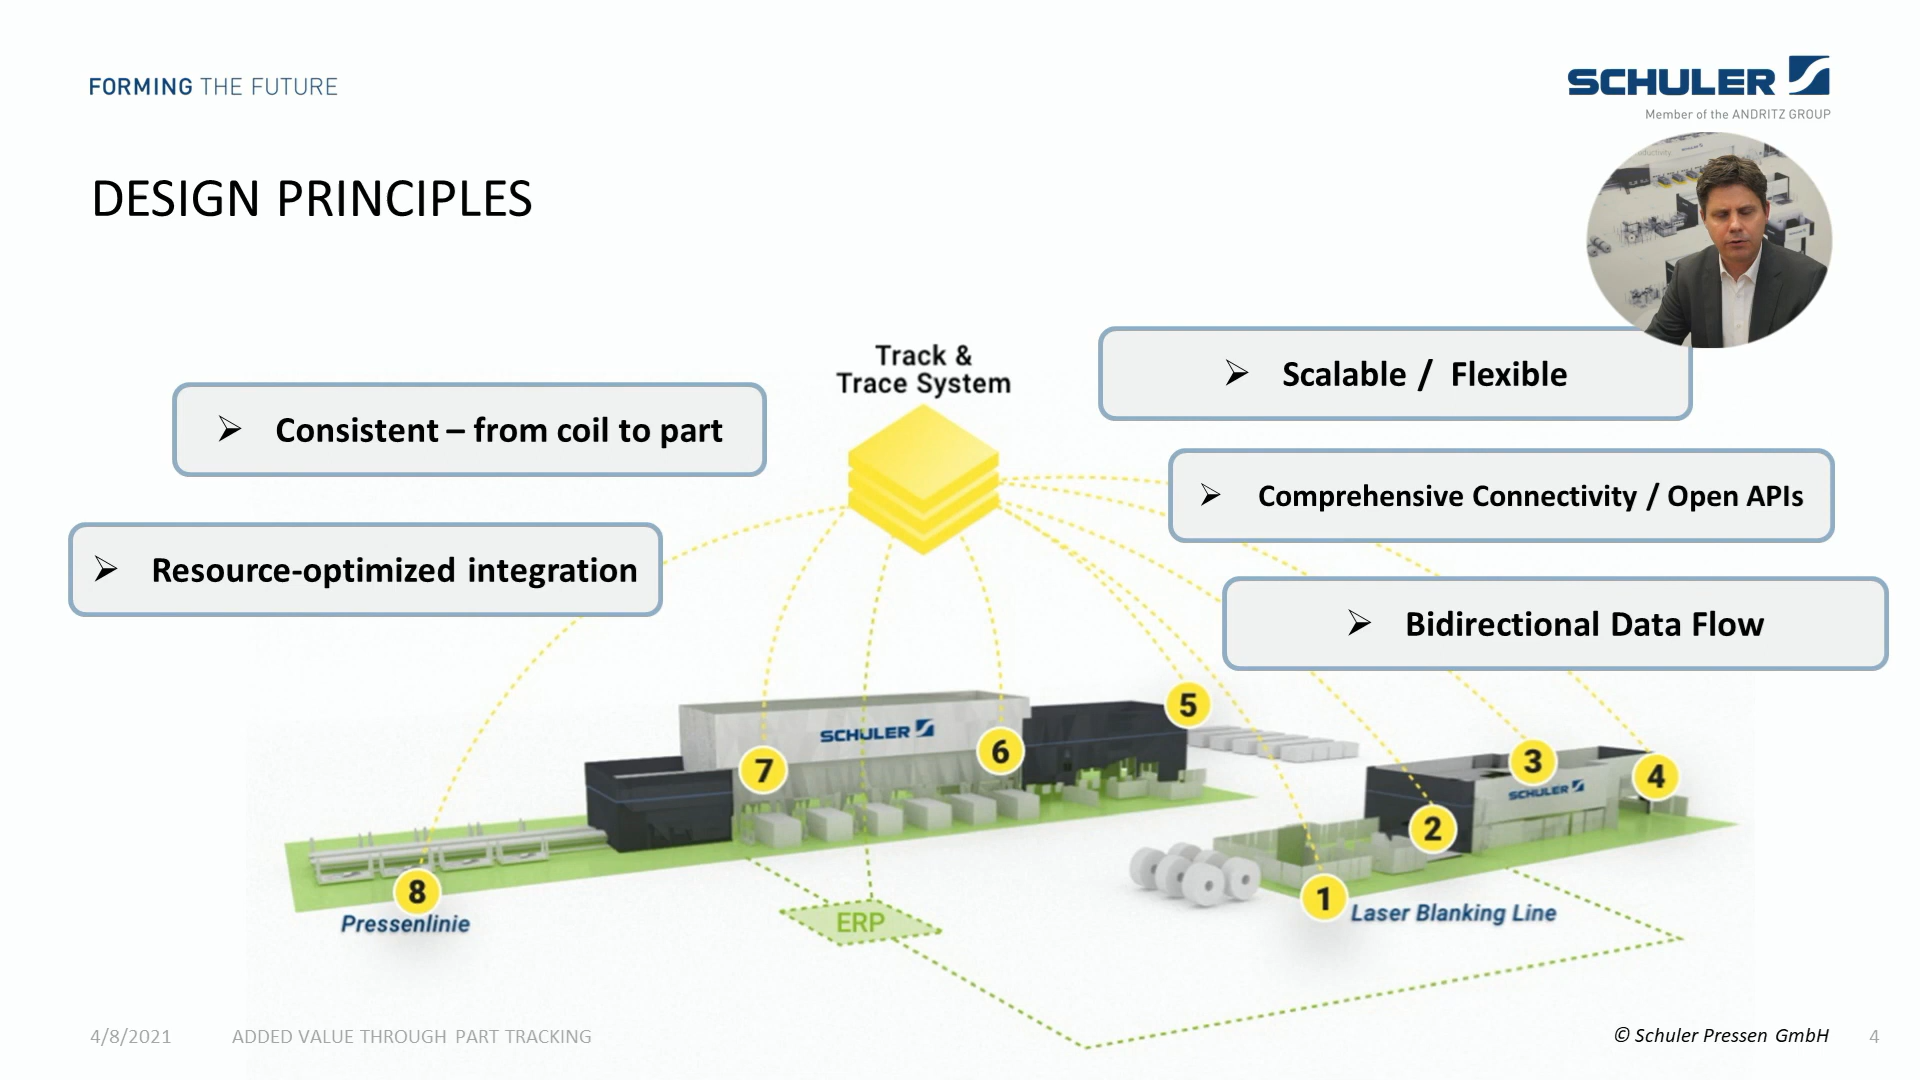 FORMING THE FUTURE
SCHULER
Member of the ANDRITZ GROUP
DESIGN PRINCIPLES
Track &
Trace System
➢ Scalable / Flexible
➢ Consistent – from coil to part
➢ Comprehensive Connectivity / Open APIs
➢ Resource-optimized integration
➢ Bidirectional Data Flow
5
SCHULER
6
7
3
4
SCHULER
2
8
1
Pressenlinie
ERP
Laser Blanking Line
4/8/2021
ADDED VALUE THROUGH PART TRACKING
© Schuler Pressen GmbH
4